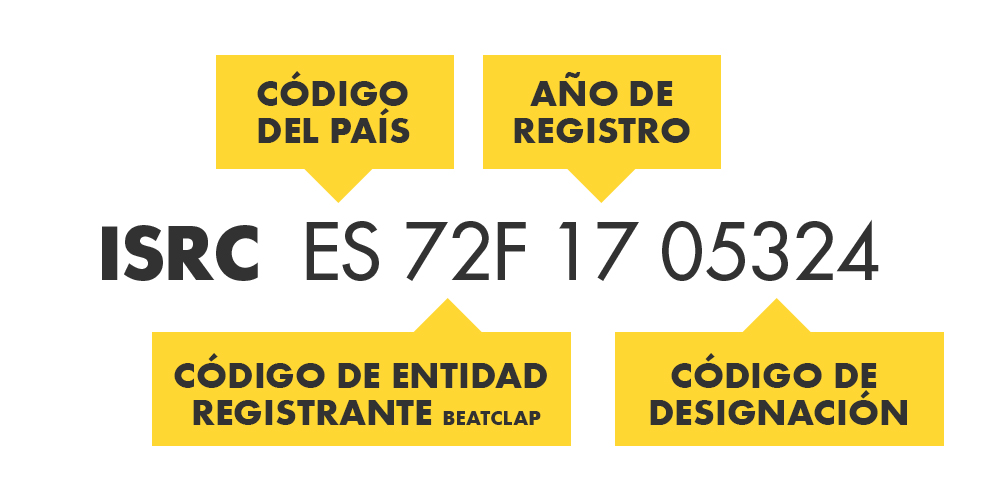 CÓDIGO
DEL PAÍS
AÑO DE
REGISTRO
ISRC ES 72F 17 05324
CÓDIGO DE ENTIDAD
REGISTRANTE BEATCLAP
CÓDIGO DE
DESIGNACIÓN